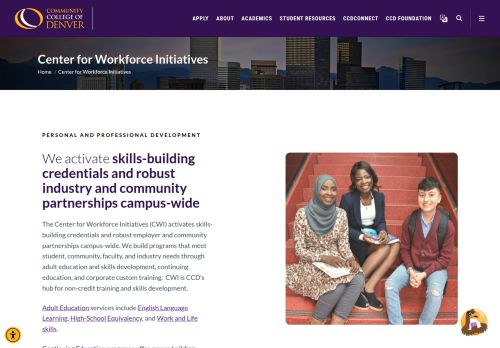 COMMUNITY
COLLEGE OF
DENVER
APPLY ABOUT ACADEMICS STUDENT RESOURCES CCDCONNECT CCD FOUNDATION
Center for Workforce Initiatives
Home / Center for Workforce Initiatives
PERSONAL AND PROFESSIONAL DEVELOPMENT
We activate skills-building
credentials and robust
industry and community
partnerships campus-wide
The Center for Workforce Initiatives (CWI) activates skills-
building credentials and robust employer and community
partnerships campus-wide. We build programs that meet
student, community, faculty, and industry needs through
adult education and skills development, continuing
education, and corporate custom training. CWI is CCD's
hub for non-credit training and skills development.
Adult Education services include English Language
Learning, High-School Equivalency, and Work and Life
skills.